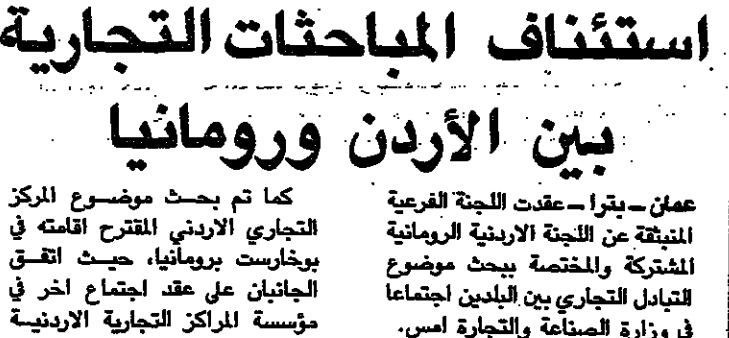 استئناف المباحثات التجارية
بين الأردن ورومانيا
عمان ــ بترا ــ عقدت اللجنة الفرعية
المنبثقة عن اللجنة الاردنية الرومانية
المشتركة والمختصة ببحث موضوع
التبادل التجاري بين البلدين اجتماعا
في وزارة الصناعة والتجارة امس.
كما تم بحث موضوع المركز
التجاري الاردني المقترح اقامته في
بوخارست برومانيا، حيث اتفق
الجانبان على عقد اجتماع اخر في
مؤسسة المراكز التجارية الاردنية